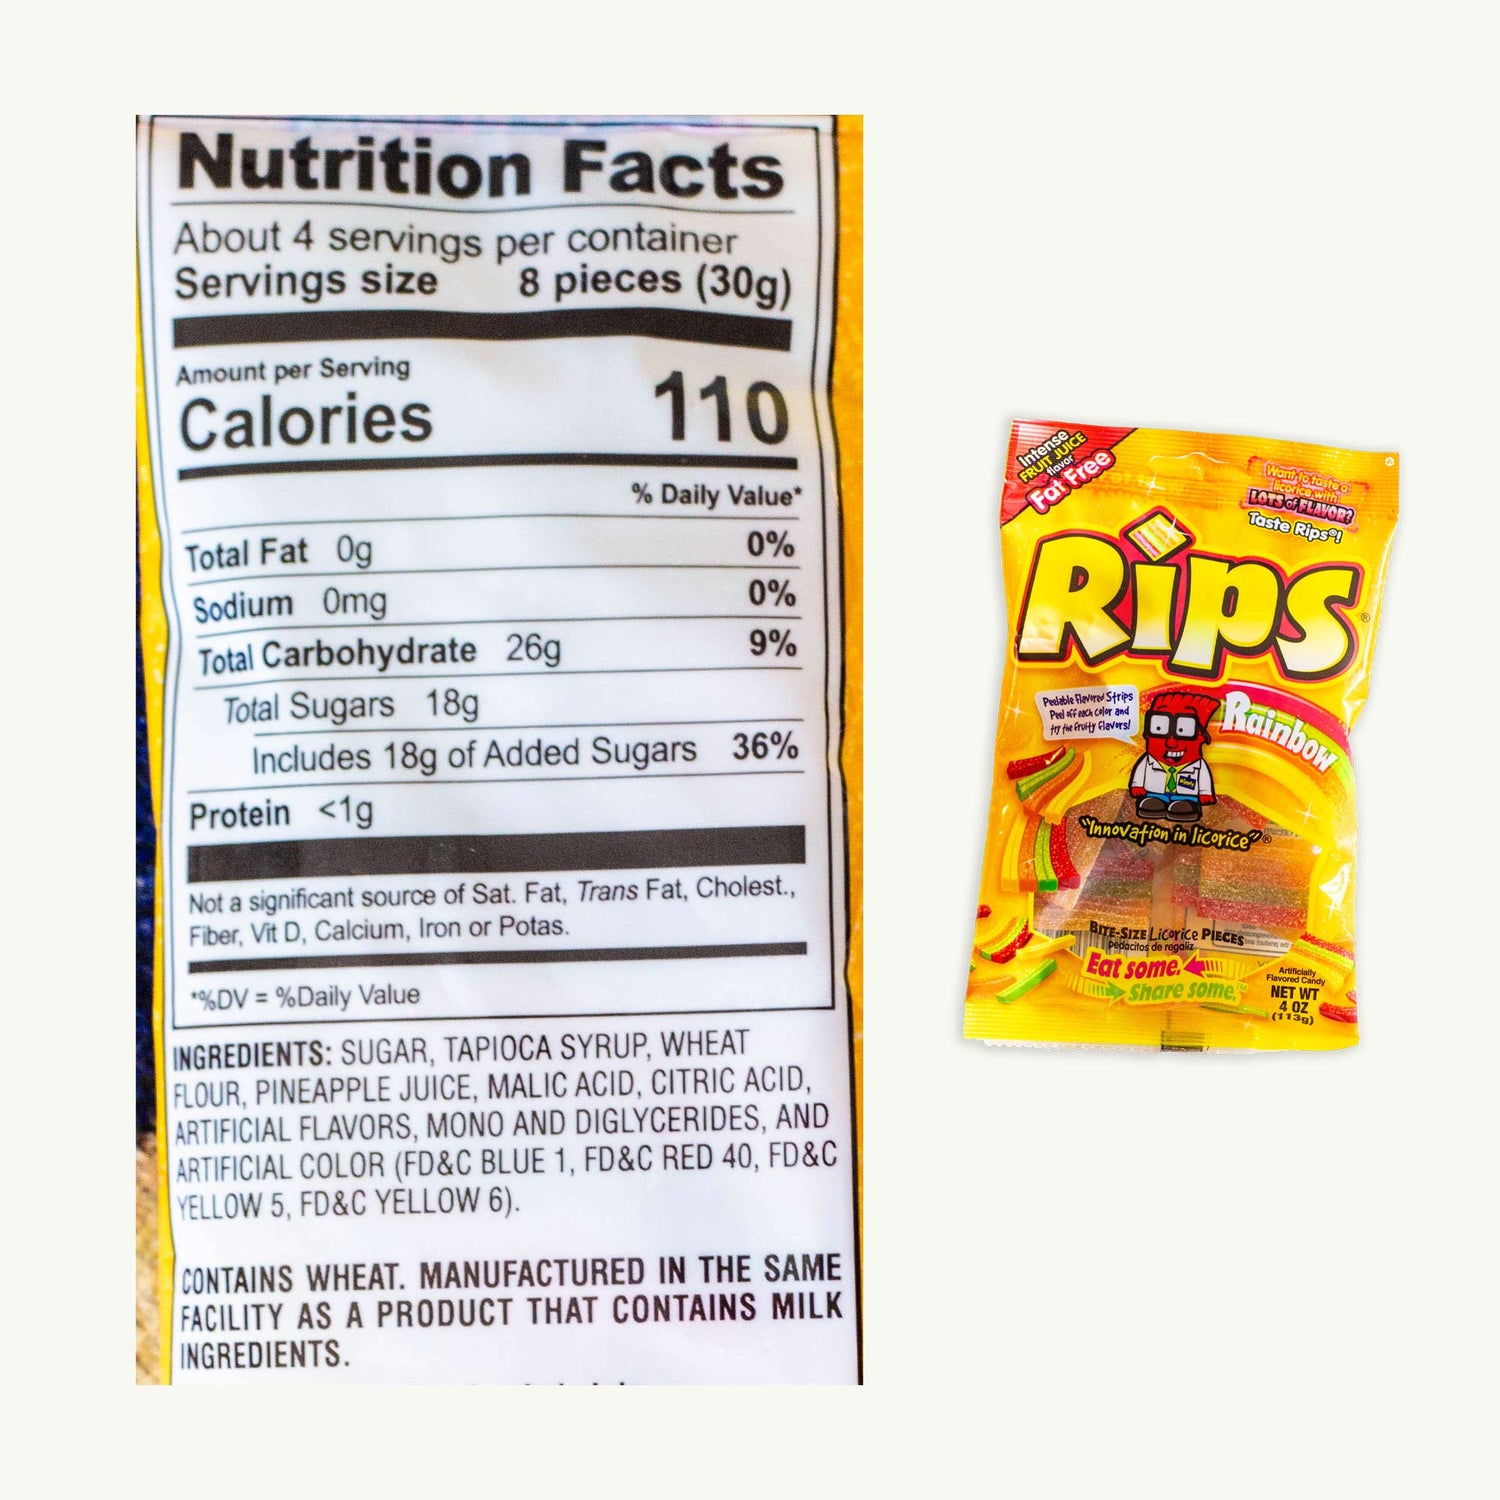 Nutrition Facts
About 4 servings per container
Servings size 8 pieces (30g)
Amount per Serving
Calories 110
% Daily Value*
Total Fat 0g 0%
Sodium 0mg 0%
Total Carbohydrate 26g 9%
Total Sugars 18g
Includes 18g of Added Sugars 36%
Protein <1g
Not a significant source of Sat. Fat, Trans Fat, Cholest.,
Fiber, Vit D, Calcium, Iron or Potas.
*%DV = %Daily Value
INGREDIENTS: SUGAR, TAPIOCA SYRUP, WHEAT
FLOUR, PINEAPPLE JUICE, MALIC ACID, CITRIC ACID,
ARTIFICIAL FLAVORS, MONO AND DIGLYCERIDES, AND
ARTIFICIAL COLOR (FD&C BLUE 1, FD&C RED 40, FD&C
YELLOW 5, FD&C YELLOW 6).
CONTAINS WHEAT. MANUFACTURED IN THE SAME
FACILITY AS A PRODUCT THAT CONTAINS MILK
INGREDIENTS.
Intense
FRUIT JUICE
flavor
Fat Free
Want to taste a
licorice with
LOTS of FLAVOR?
Taste Rips®!
Rips®
Peelable Flavored Strips
Peel off each color and
try the fruity flavors!
Rainbow
"Innovation in licorice"®
BITE-SIZE Licorice PIECES
pedacitos de regaliz
Eat some.
Share some.™
Artificially
Flavored Candy
NET WT
4 OZ
(113g)